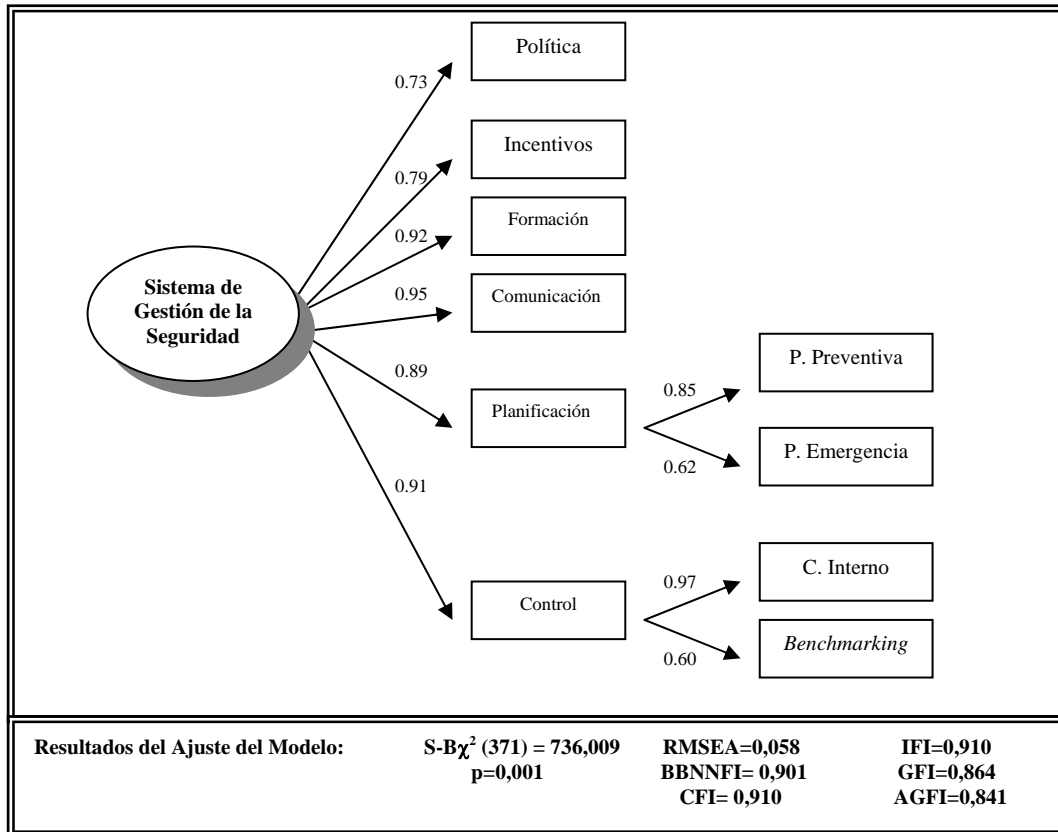 Política
0.73
Incentivos
0.79
Formación
0.92
Sistema de
Gestión de la
Seguridad
0.95
Comunicación
0.89
Planificación
0.85
P. Preventiva
0.62
P. Emergencia
0.91
Control
0.97
C. Interno
0.60
Benchmarking
Resultados del Ajuste del Modelo:
S-Bχ² (371) = 736,009
p=0,001
RMSEA=0,058
BBNNFI= 0,901
CFI= 0,910
IFI=0,910
GFI=0,864
AGFI=0,841